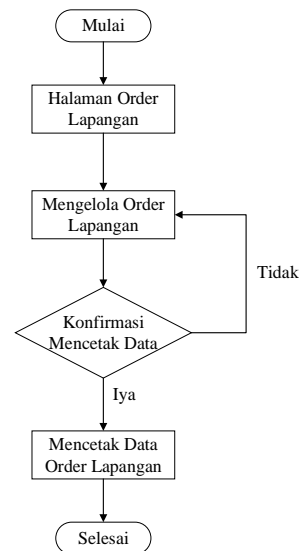 Mulai
Halaman Order
Lapangan
Mengelola Order
Lapangan
Tidak
Konfirmasi
Mencetak Data
Iya
Mencetak Data
Order Lapangan
Selesai